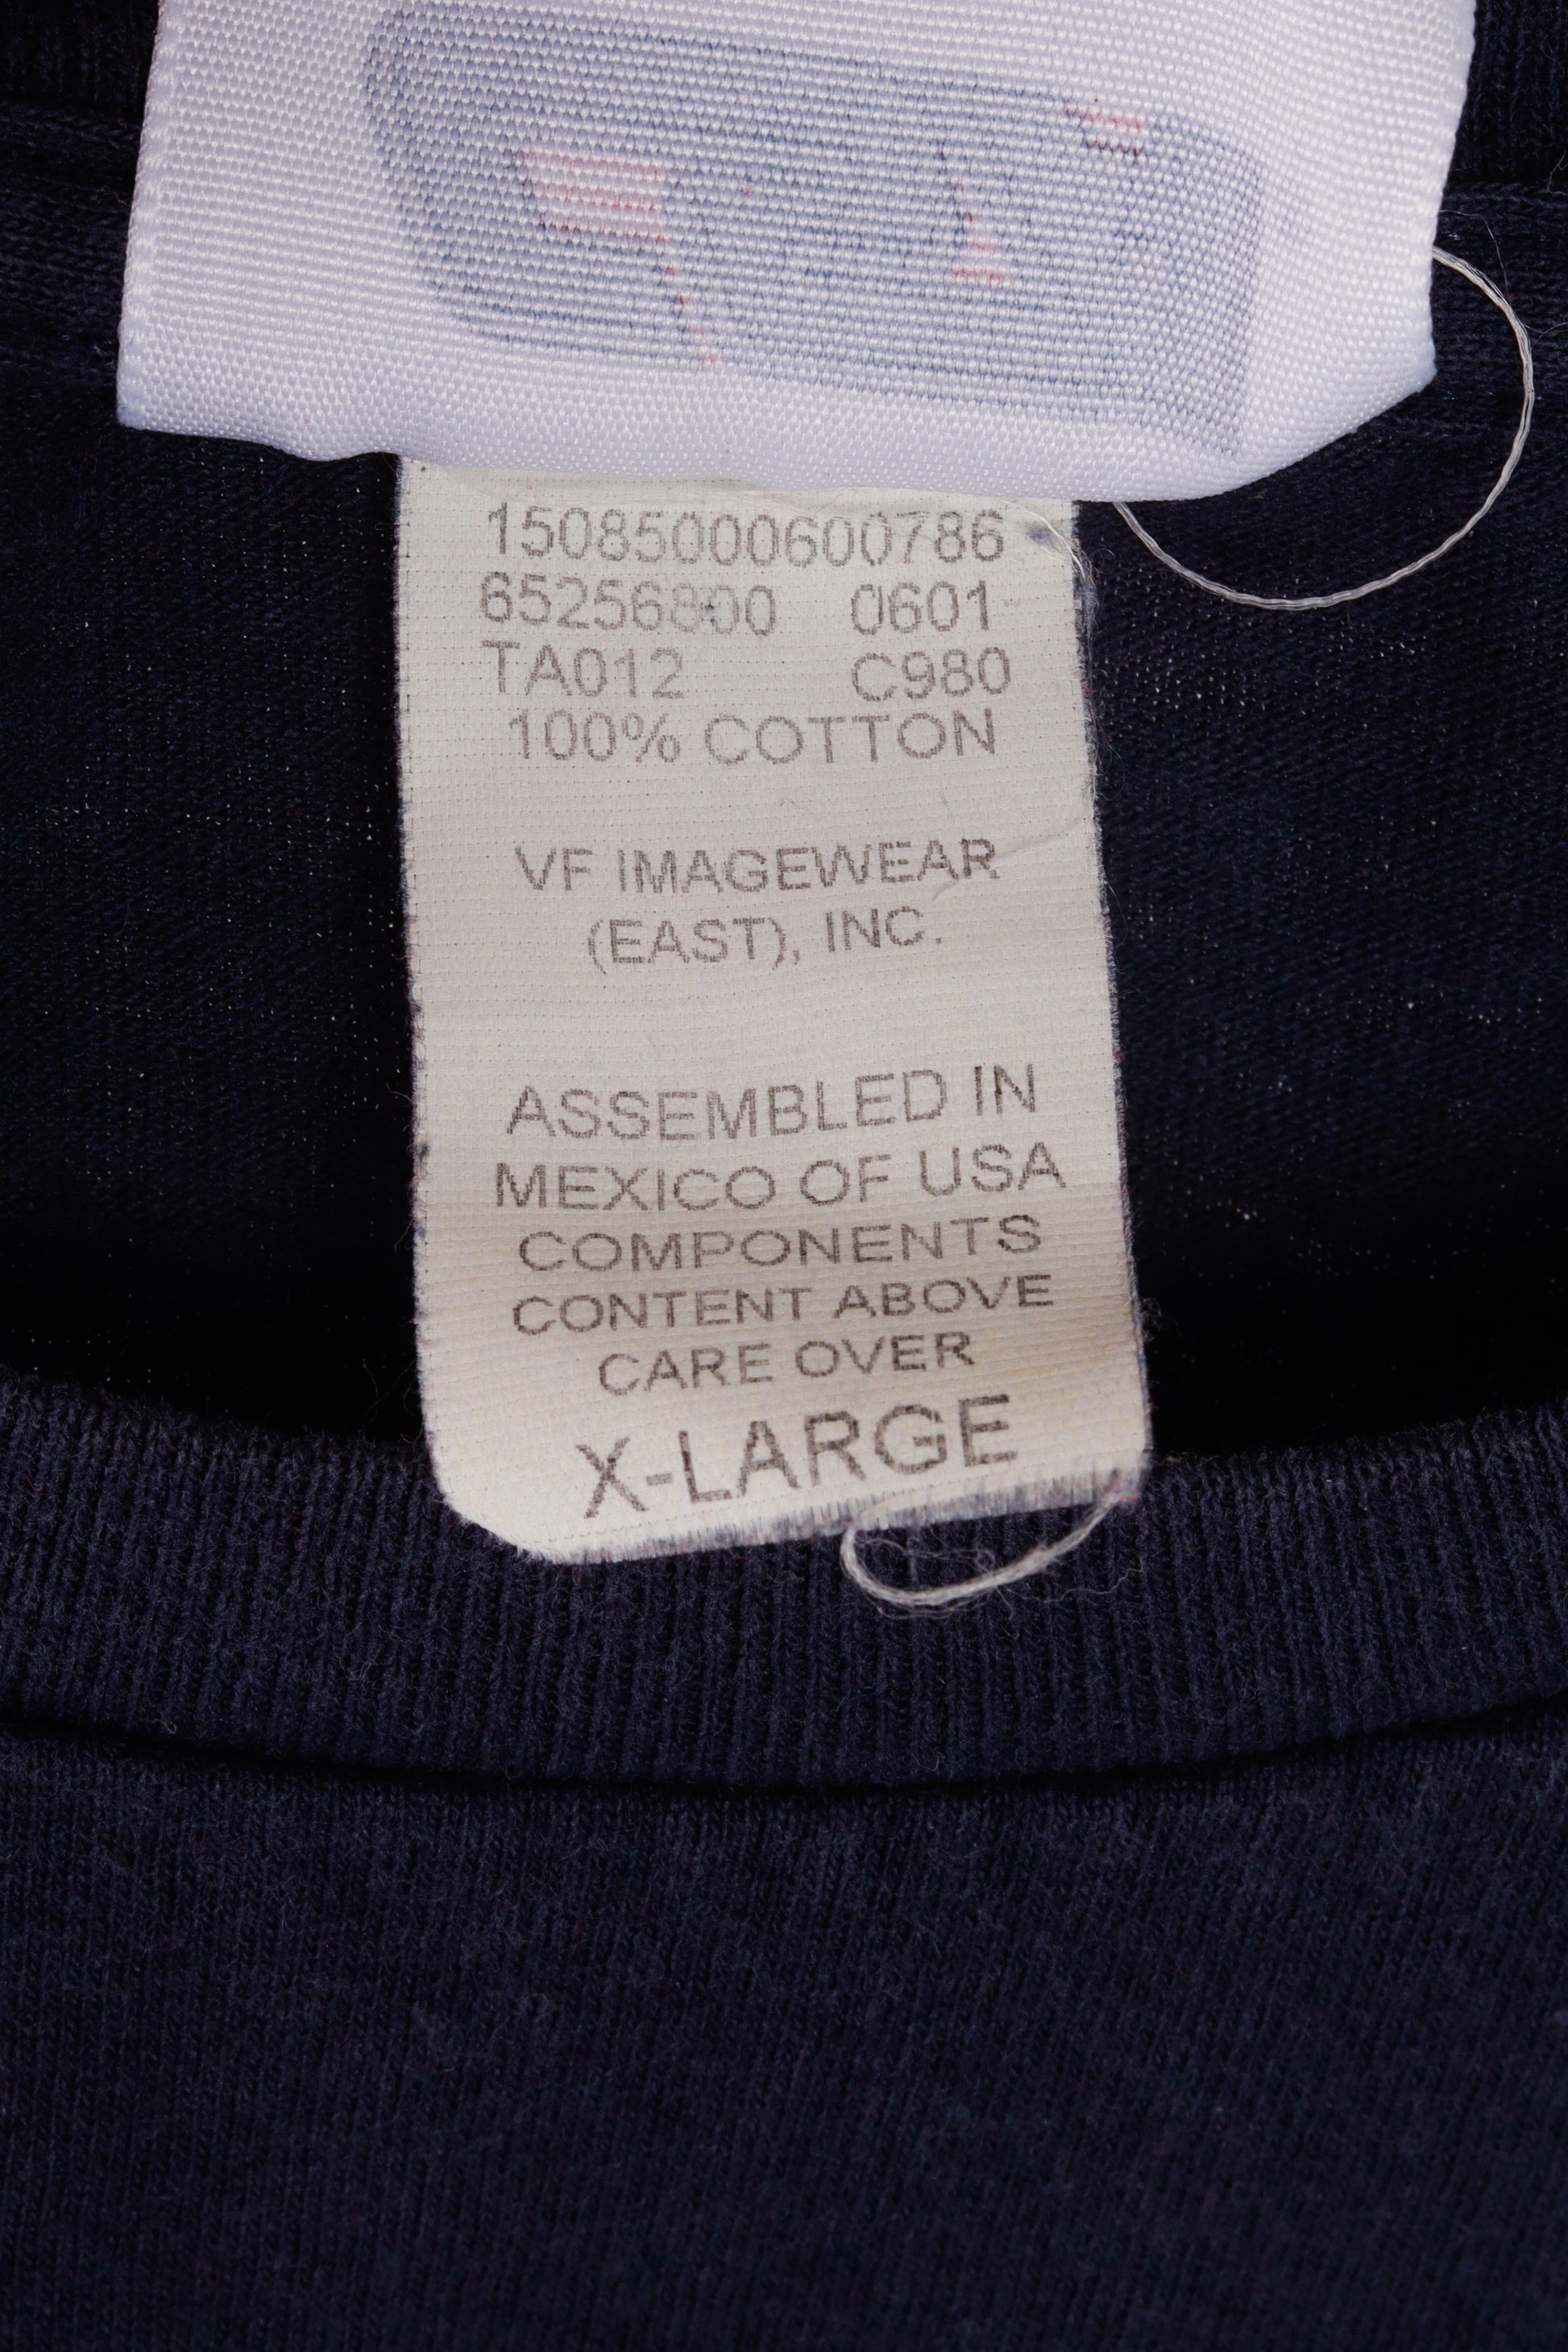 15085000600786
65256800 0601
TA012 C980
100% COTTON
VF IMAGEWEAR
(EAST), INC.
ASSEMBLED IN
MEXICO OF USA
COMPONENTS
CONTENT ABOVE
CARE OVER
X-LARGE